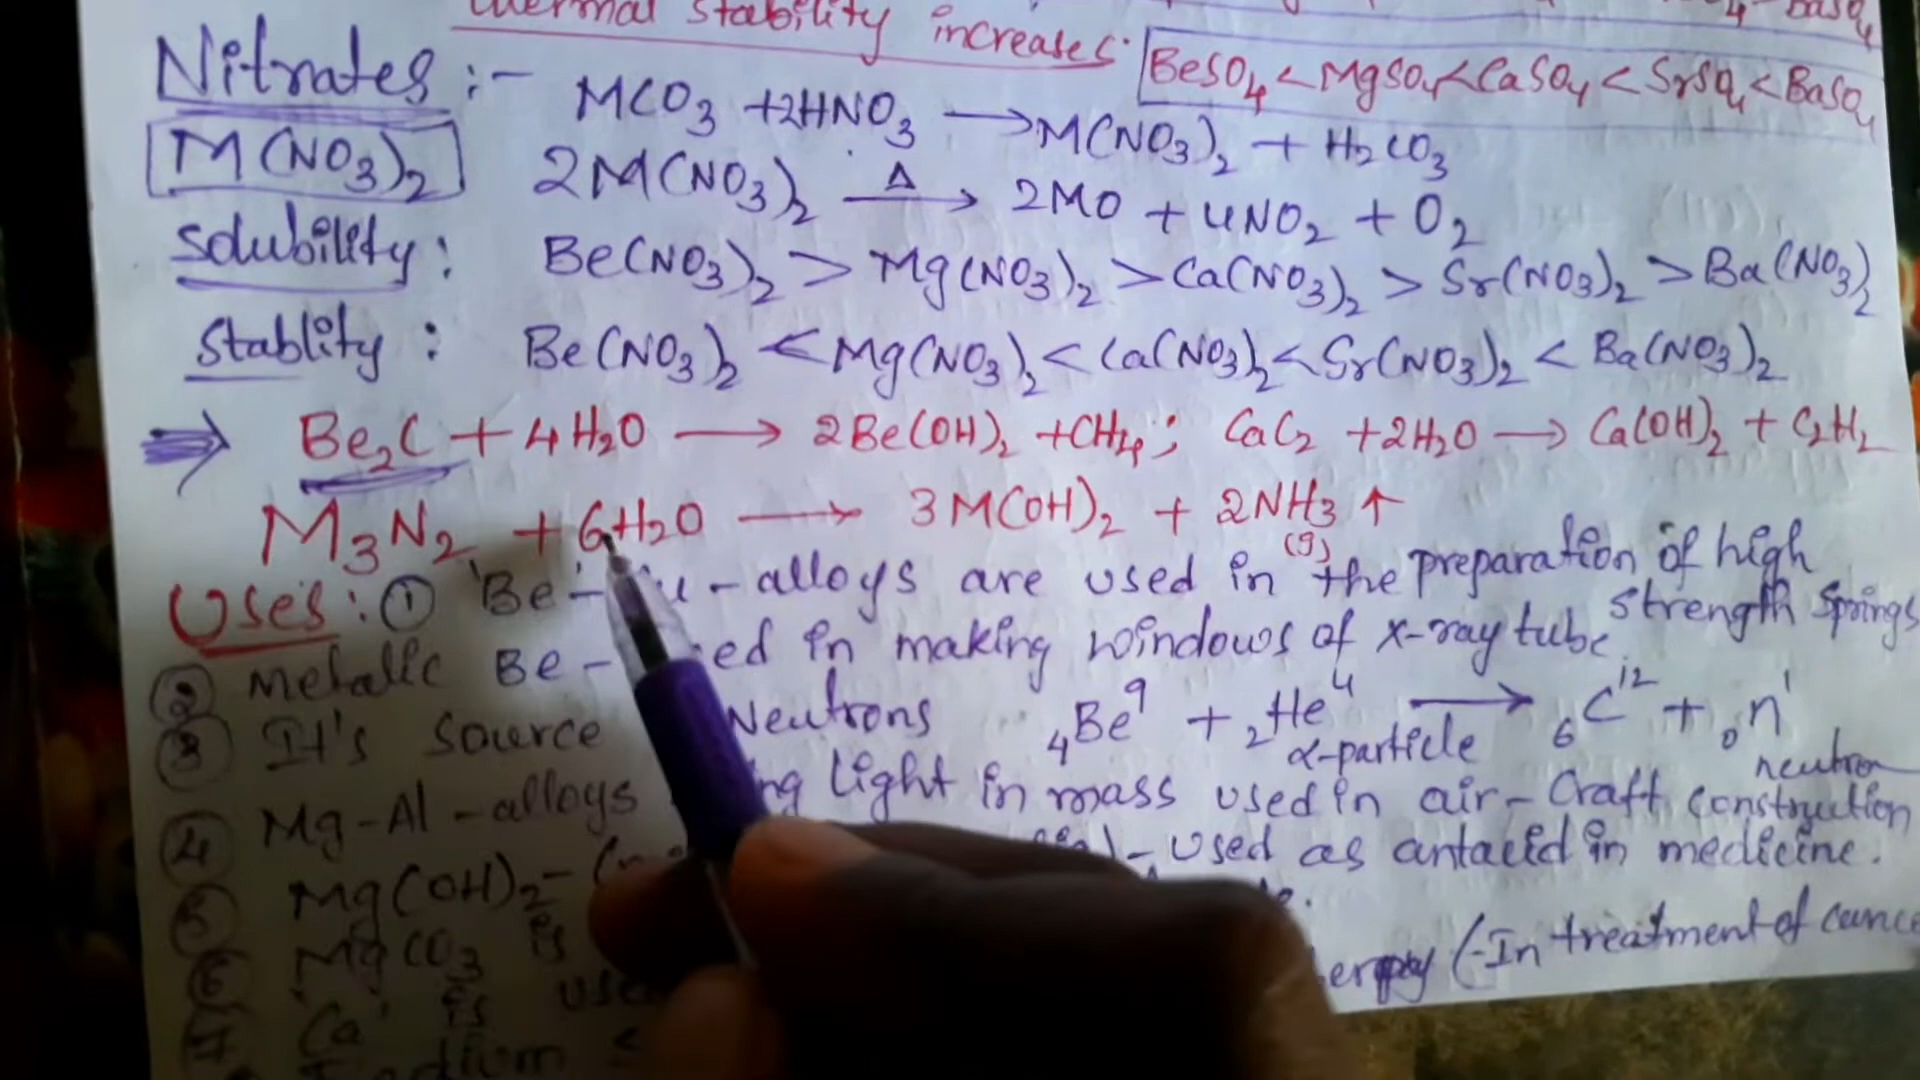 thermal stability increases.
BeSO4 < MgSO4 < CaSO4 < SrSO4 < BaSO4
Nitrates :- MCO3 + 2HNO3 → M(NO3)2 + H2CO3
M(NO3)2 2M(NO3)2 Δ→ 2MO + 4NO2 + O2
Solubility : Be(NO3)2 > Mg(NO3)2 > Ca(NO3)2 > Sr(NO3)2 > Ba(NO3)2
Stablity : Be(NO3)2 < Mg(NO3)2 < Ca(NO3)2 < Sr(NO3)2 < Ba(NO3)2
⇒ Be2C + 4H2O → 2Be(OH)2 + CH4; CaC2 + 2H2O → Ca(OH)2 + C2H2
M3N2 + 6H2O → 3M(OH)2 + 2NH3 ↑
(g)
Uses : ① 'Be'- -alloys are used in the preparation of high strength springs
② Metalic Be - in making windows of x-ray tube
③ It's source Neutrons 4Be9 + 2He4 → 6C12 + 0n1
α-particle neutron
④ Mg-Al-alloys light in mass used in air-craft construction
⑤ Mg(OH)2 - - used as antacid in medicine.
⑥ MgCO3 is
⑦ 'Ca' is (-In treatment of